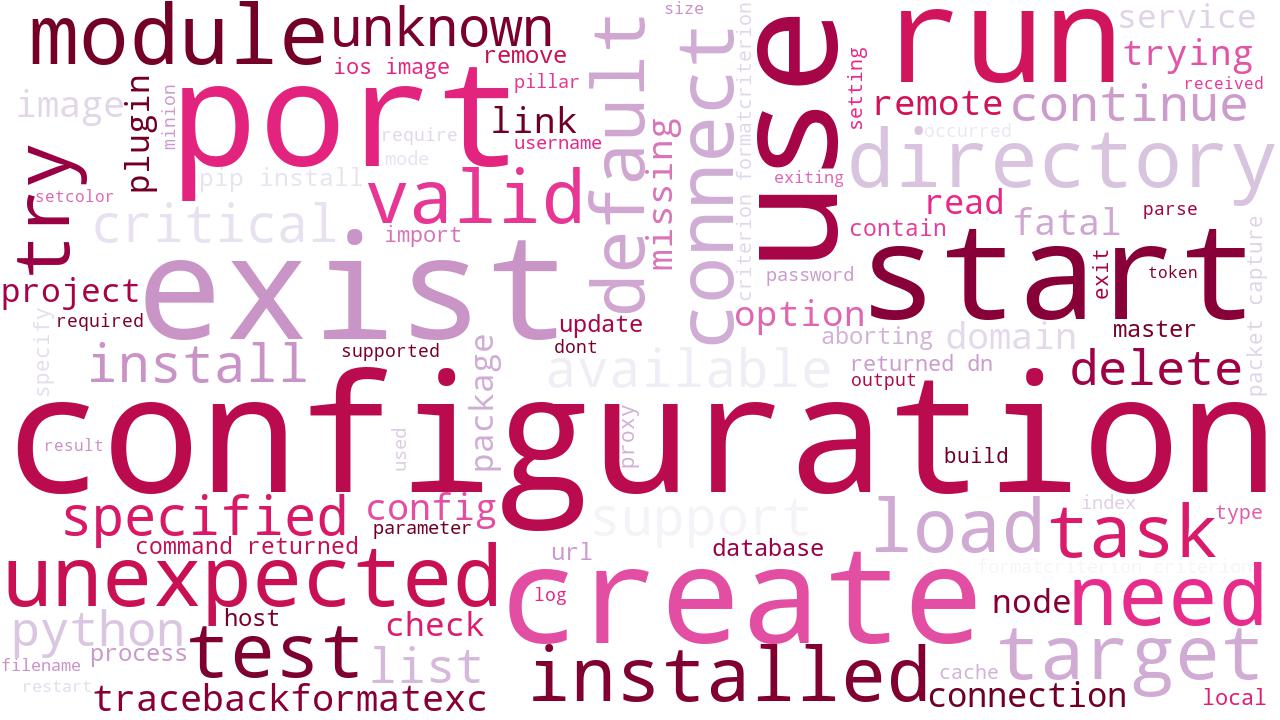 module
unknown
port
ios image
remove
pillar
image
plugin
minion
require
mode
link
username
pip install
valid
try
setcolor
critical
import
default
missing
connect
size
criterion formatcriterion
use
setting
exiting
password
run
service
trying
received
remote
continue
occurred
directory
read
parse
contain
fatal
start
exit
token
packet capture
project
required
specify
exist
update
dont
option
aborting
domain
master
install
supported
package
available
returned dn
output
delete
configuration
result
used
proxy
build
specified
config
parameter
command returned
support
load
index
task
type
unexpected
url
database
formatcriterion criterion
create
log
node
need
python
host
check
process
test
list
filename
restart
tracebackformatexc
installed
cache
connection
target
local